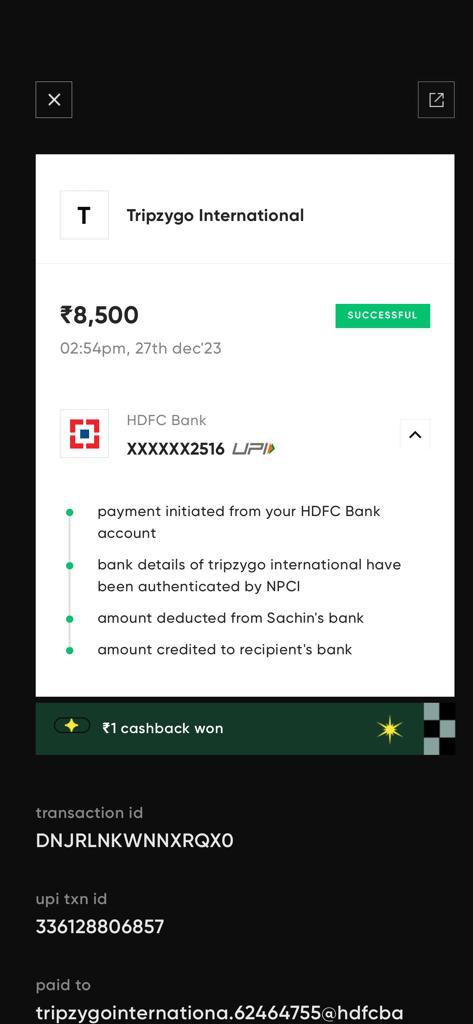 T
Tripzygo International
₹8,500
SUCCESSFUL
02:54pm, 27th dec'23
HDFC Bank
XXXXXX2516 UPI
payment initiated from your HDFC Bank
account
bank details of tripzygo international have
been authenticated by NPCI
amount deducted from Sachin's bank
amount credited to recipient's bank
₹1 cashback won
transaction id
DNJRLNKWNNXRQX0
upi txn id
336128806857
paid to
tripzygointernationa.62464755@hdfcba